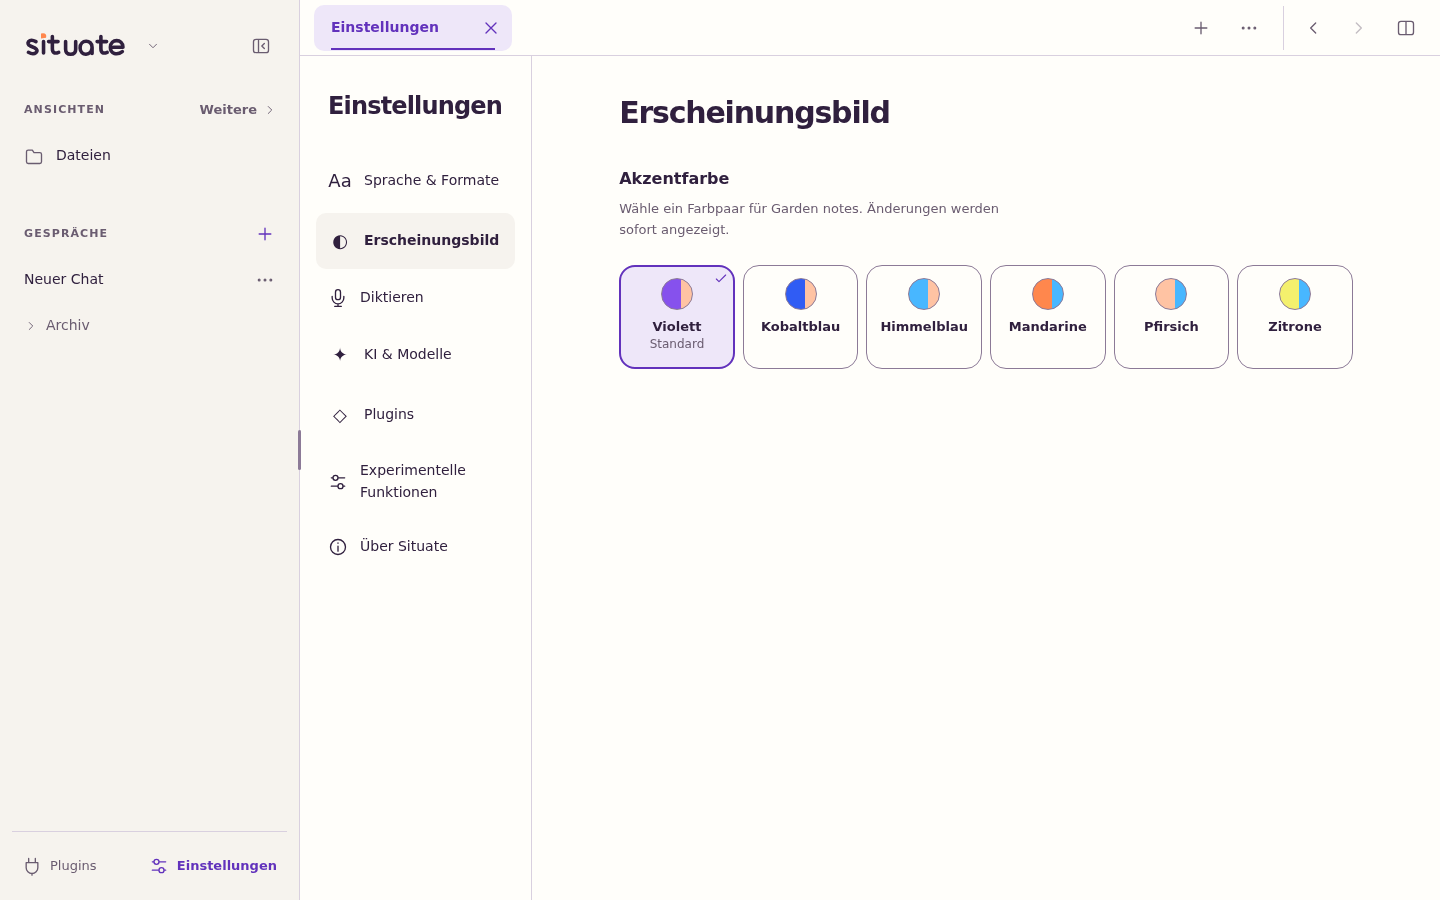 situate
ANSICHTEN
Weitere
Dateien
GESPRÄCHE
Neuer Chat
Archiv
Plugins
Einstellungen
Einstellungen
Einstellungen
Aa Sprache & Formate
Erscheinungsbild
Diktieren
KI & Modelle
Plugins
Experimentelle
Funktionen
Über Situate
Erscheinungsbild
Akzentfarbe
Wähle ein Farbpaar für Garden notes. Änderungen werden
sofort angezeigt.
Violett
Standard
Kobaltblau
Himmelblau
Mandarine
Pfirsich
Zitrone